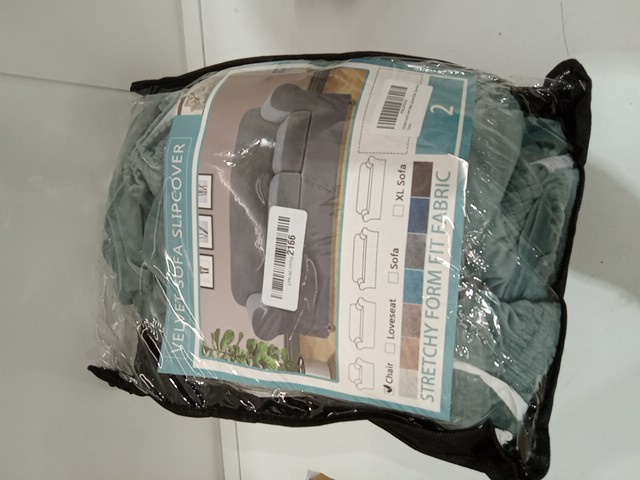 VELVET SOFA SLIPCOVER
2166
Chair
Loveseat
Sofa
XL Sofa
STRETCHY FORM FIT FABRIC
2